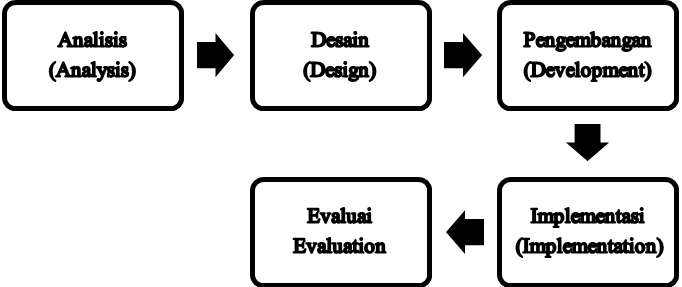 Analisis
(Analysis)
Desain
(Design)
Pengembangan
(Development)
Implementasi
(Implementation)
Evaluai
Evaluation